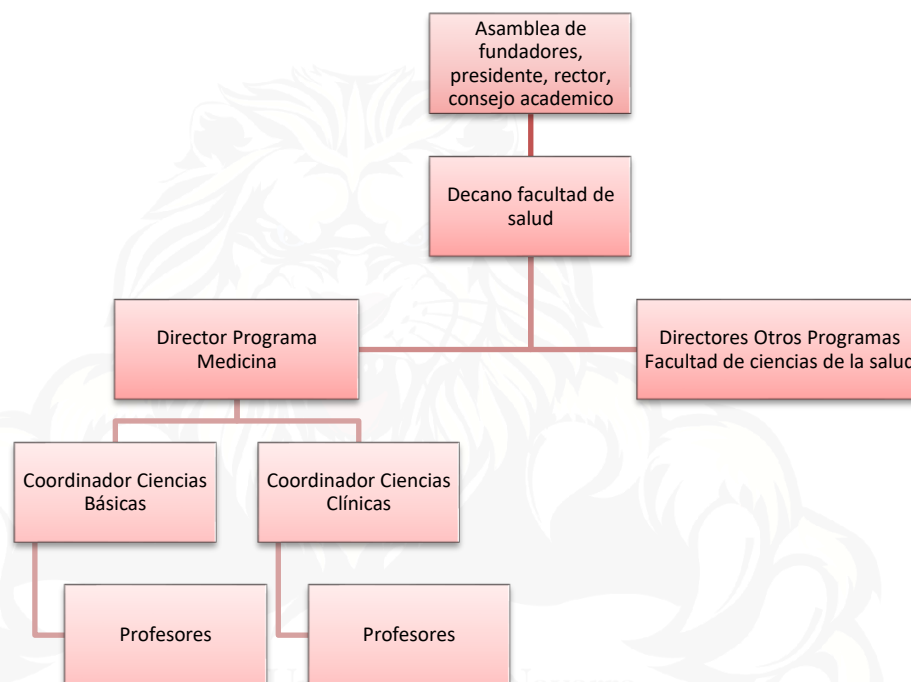 Asamblea de
fundadores,
presidente, rector,
consejo academico
Decano facultad de
salud
Director Programa
Medicina
Directores Otros Programas
Facultad de ciencias de la salud
Coordinador Ciencias
Básicas
Coordinador Ciencias
Clínicas
Profesores
Profesores